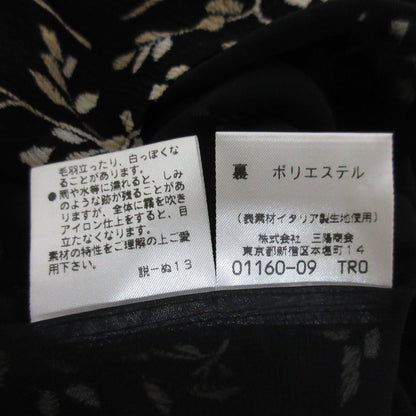 毛羽立ったり、白っぽくな
ることがあります。
●雨や水等に濡れると、しみ
のような跡が残ることがあり
ますが、全体に霧を吹き
アイロン仕上をすると、目
立たなくなります。
素材の特性をご理解の上ご愛
用下さい。
説ーぬ13
裏 ポリエステル
(表素材イタリア製生地使用)
株式会社 三陽商会
東京都新宿区本塩町14
01160-09 TRO